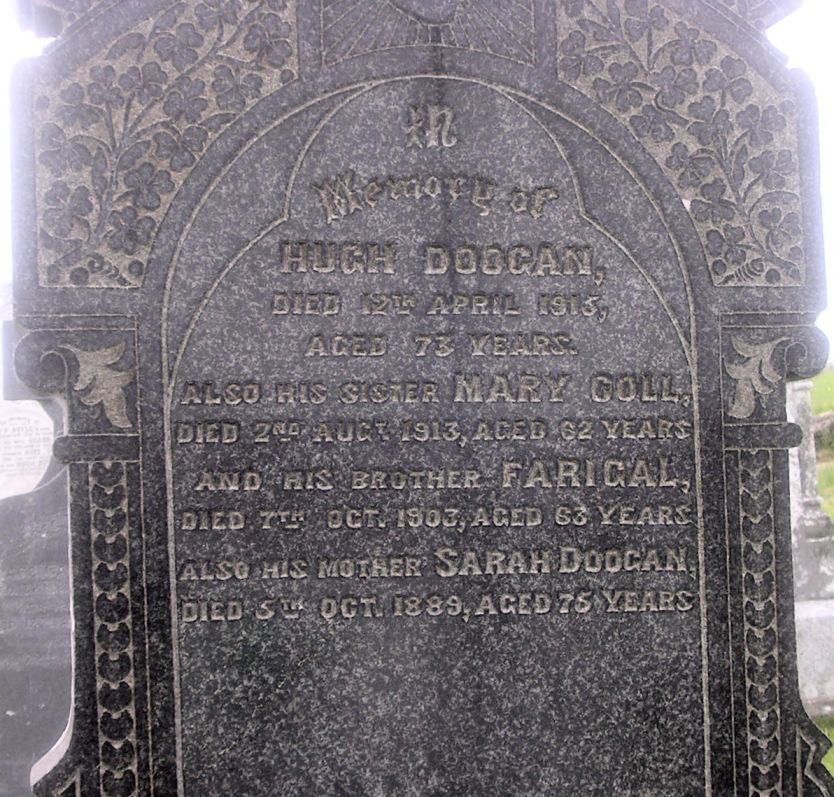 In
Memory of
HUGH DOOGAN,
DIED 12TH APRIL 1915,
AGED 73 YEARS.
ALSO HIS SISTER MARY GOLL,
DIED 2ND AUGT. 1913, AGED 62 YEARS
AND HIS BROTHER FARIGAL,
DIED 7TH OCT. 1903, AGED 63 YEARS
ALSO HIS MOTHER SARAH DOOGAN,
DIED 5TH OCT. 1889, AGED 75 YEARS